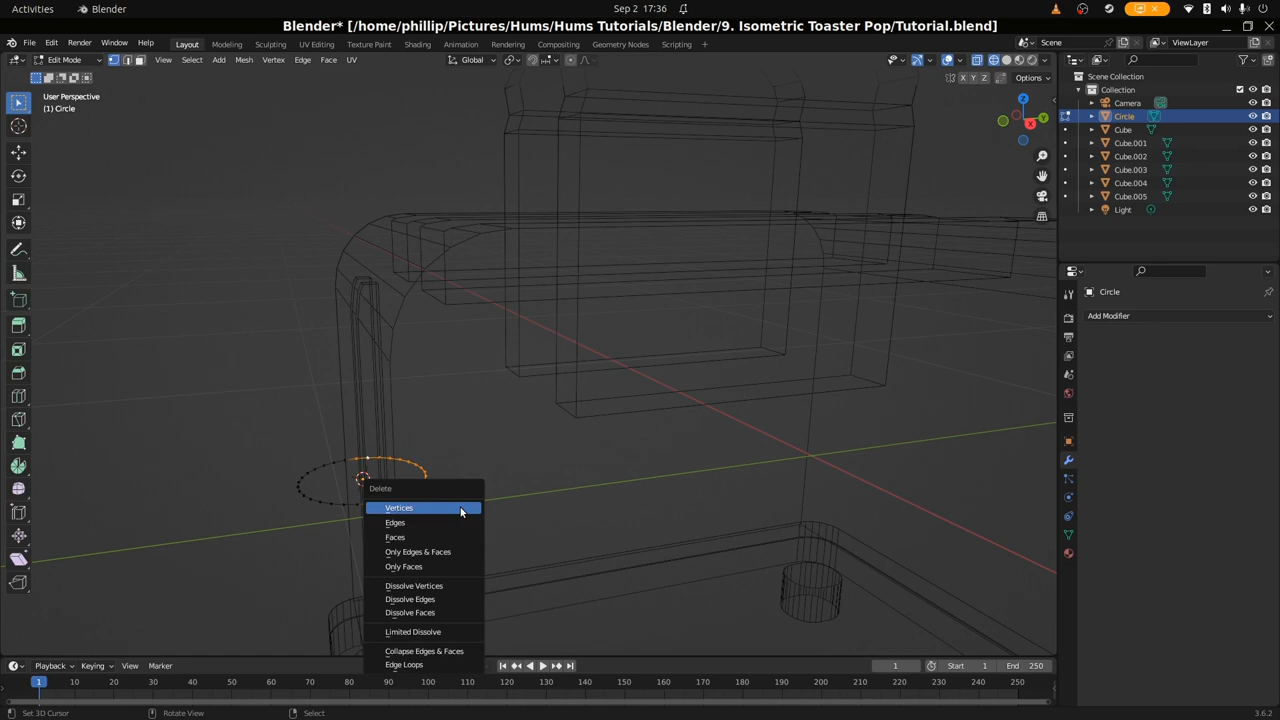 Activities
Blender
Sep 2 17:36
Blender* [/home/phillip/Pictures/Hums/Hums Tutorials/Blender/9. Isometric Toaster Pop/Tutorial.blend]
File Edit Render Window Help
Layout Modeling Sculpting UV Editing Texture Paint Shading Animation Rendering Compositing Geometry Nodes Scripting +
Scene
ViewLayer
Edit Mode
View Select Add Mesh Vertex Edge Face UV
Global
X Y Z
Options
User Perspective
(1) Circle
Z
Y
X
Scene Collection
Collection
Camera
Circle
Cube
Cube.001
Cube.002
Cube.003
Cube.004
Cube.005
Light
Circle
Add Modifier
Delete
Vertices
Edges
Faces
Only Edges & Faces
Only Faces
Dissolve Vertices
Dissolve Edges
Dissolve Faces
Limited Dissolve
Collapse Edges & Faces
Edge Loops
Playback Keying View Marker
1
Start 1
End 250
1 10 20 30 40 50 60 70 80 90 100 110 120 130 140 150 160 170 180 190 200 210 220 230 240 250
Set 3D Cursor
Rotate View
Select
3.6.2